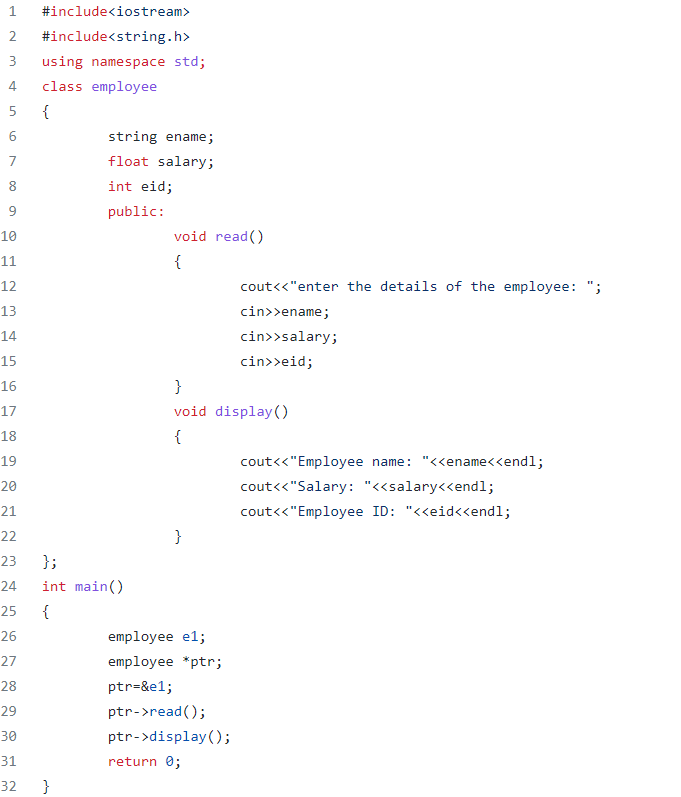 1 #include<iostream>
2 #include<string.h>
3 using namespace std;
4 class employee
5 {
6 string ename;
7 float salary;
8 int eid;
9 public:
10 void read()
11 {
12 cout<<"enter the details of the employee: ";
13 cin>>ename;
14 cin>>salary;
15 cin>>eid;
16 }
17 void display()
18 {
19 cout<<"Employee name: "<<ename<<endl;
20 cout<<"Salary: "<<salary<<endl;
21 cout<<"Employee ID: "<<eid<<endl;
22 }
23 };
24 int main()
25 {
26 employee e1;
27 employee *ptr;
28 ptr=&e1;
29 ptr->read();
30 ptr->display();
31 return 0;
32 }